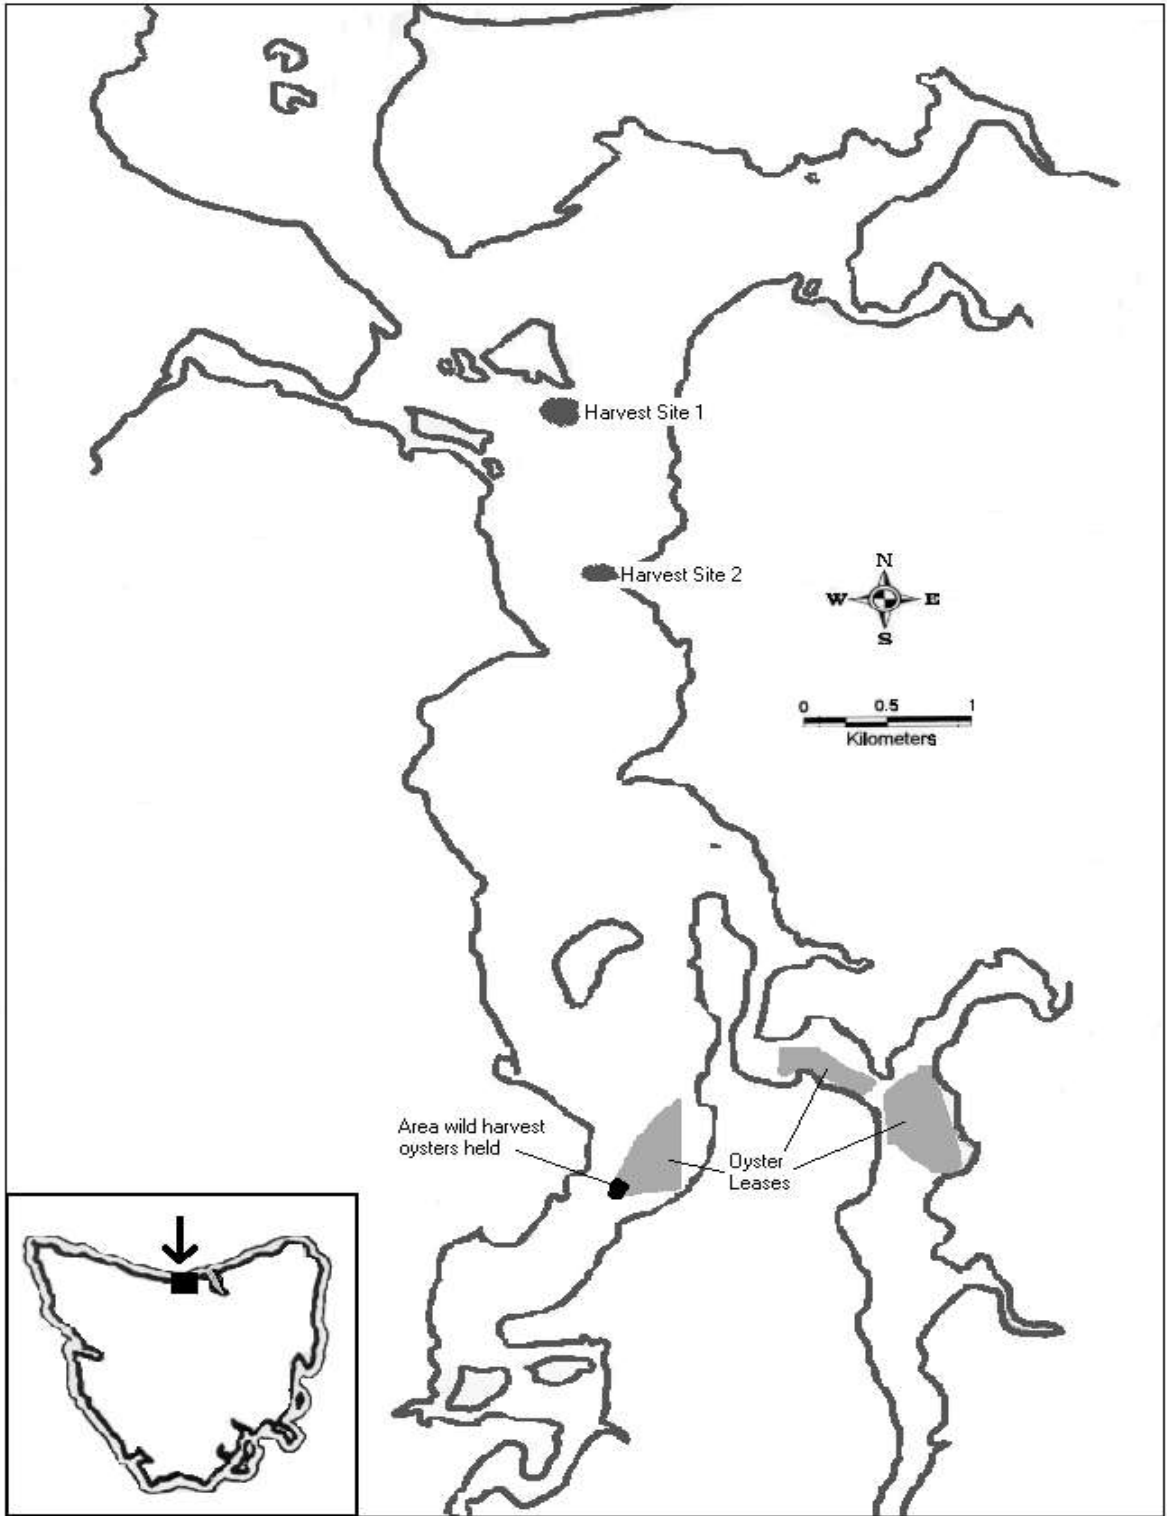 Harvest Site 1
Harvest Site 2
N
W E
S
0 0.5 1
Kilometers
Area wild harvest
oysters held
Oyster
Leases